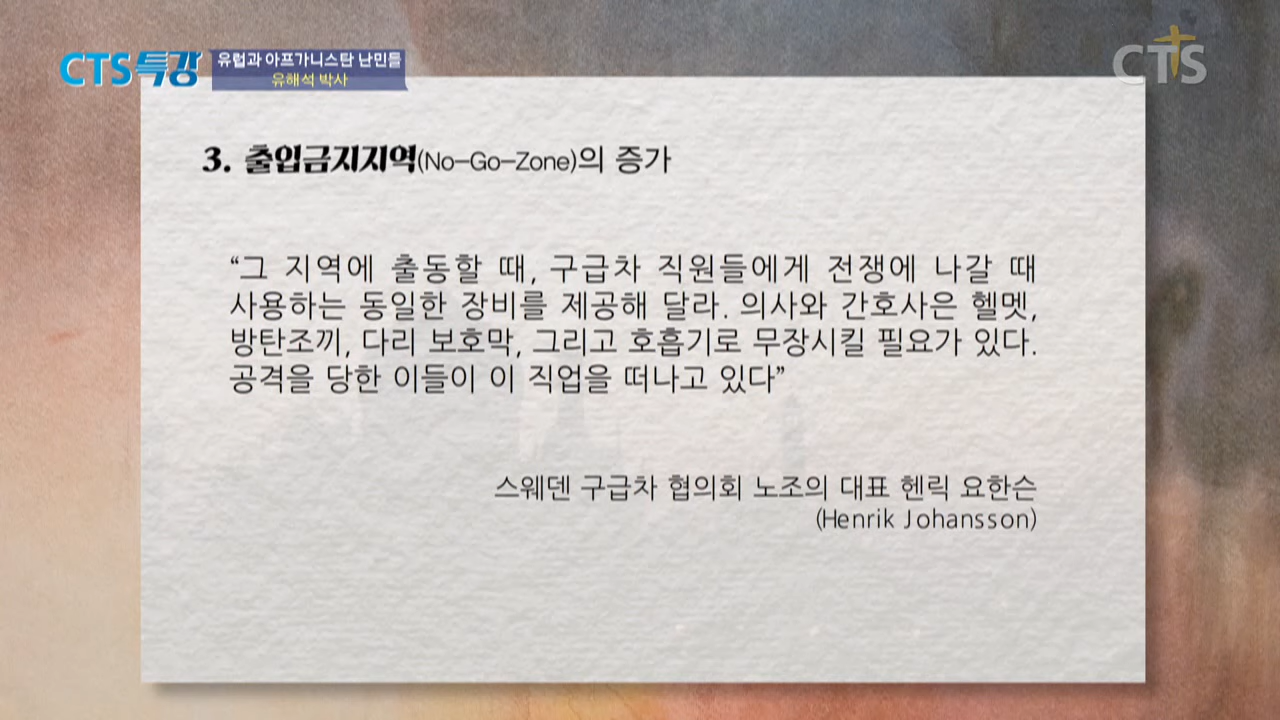 CTS특강
유럽과 아프가니스탄 난민들
유해석 박사
CTS
3. 출입금지지역(No-Go-Zone)의 증가
“그 지역에 출동할 때, 구급차 직원들에게 전쟁에 나갈 때
사용하는 동일한 장비를 제공해 달라. 의사와 간호사은 헬멧,
방탄조끼, 다리 보호막, 그리고 호흡기로 무장시킬 필요가 있다.
공격을 당한 이들이 이 직업을 떠나고 있다”
스웨덴 구급차 협의회 노조의 대표 헨릭 요한슨
(Henrik Johansson)